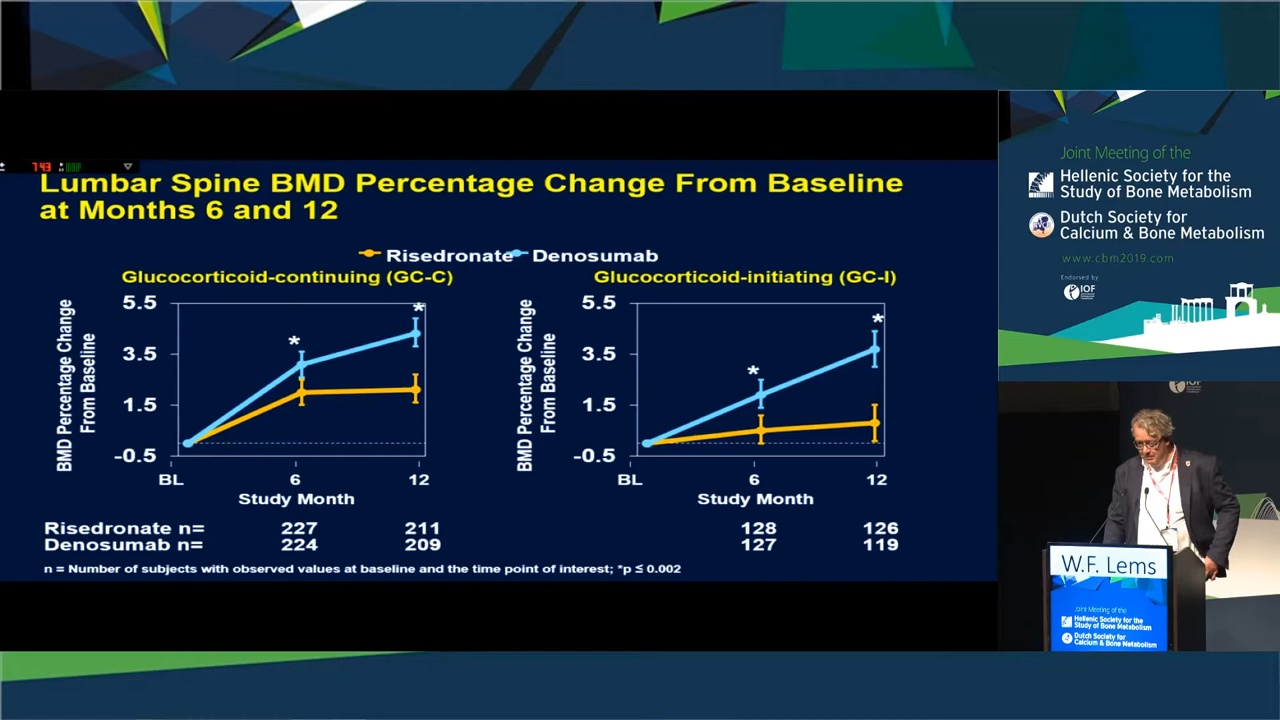 793
Lumbar Spine BMD Percentage Change From Baseline
at Months 6 and 12
Risedronate Denosumab
Glucocorticoid-continuing (GC-C)
BMD Percentage Change
From Baseline
5.5
3.5
1.5
-0.5
*
*
BL 6 12
Study Month
Glucocorticoid-initiating (GC-I)
BMD Percentage Change
From Baseline
5.5
3.5
1.5
-0.5
*
*
BL 6 12
Study Month
Risedronate n= 227 211 128 126
Denosumab n= 224 209 127 119
n = Number of subjects with observed values at baseline and the time point of interest; *p ≤ 0.002
Joint Meeting of the
Hellenic Society for the
Study of Bone Metabolism
Dutch Society for
Calcium & Bone Metabolism
www.cbm2019.com
Endorsed by
IOF
IOF
W.F. Lems
Joint Meeting of the
Hellenic Society for the
Study of Bone Metabolism
Dutch Society for
Calcium & Bone Metabolism